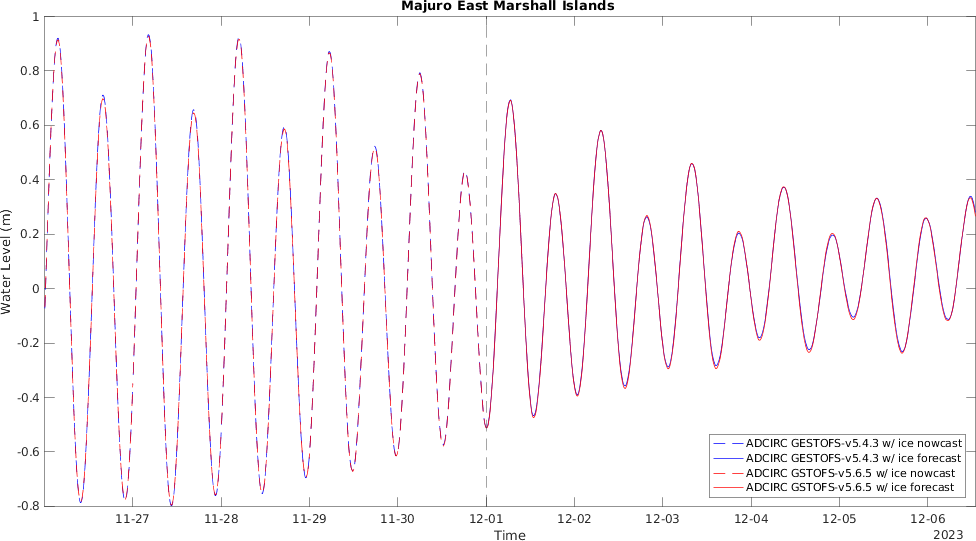 Majuro East Marshall Islands
1
0.8
0.6
0.4
0.2
0
-0.2
-0.4
-0.6
-0.8
Water Level (m)
ADCIRC GESTOFS-v5.4.3 w/ ice nowcast
ADCIRC GESTOFS-v5.4.3 w/ ice forecast
ADCIRC GSTOFS-v5.6.5 w/ ice nowcast
ADCIRC GSTOFS-v5.6.5 w/ ice forecast
11-27 11-28 11-29 11-30 12-01 12-02 12-03 12-04 12-05 12-06
Time
2023